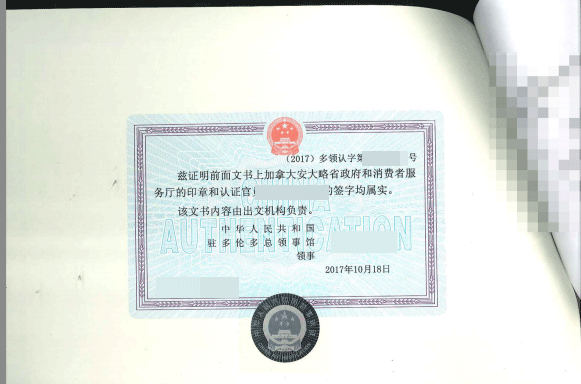 （2017）多领认字第 号
兹证明前面文书上加拿大安大略省政府和消费者服
务厅的印章和认证官员 的签字均属实。
该文书内容由出文机构负责。
中华人民共和国
驻多伦多总领事馆
领事
2017年10月18日
CHINA
AUTHENTICATION